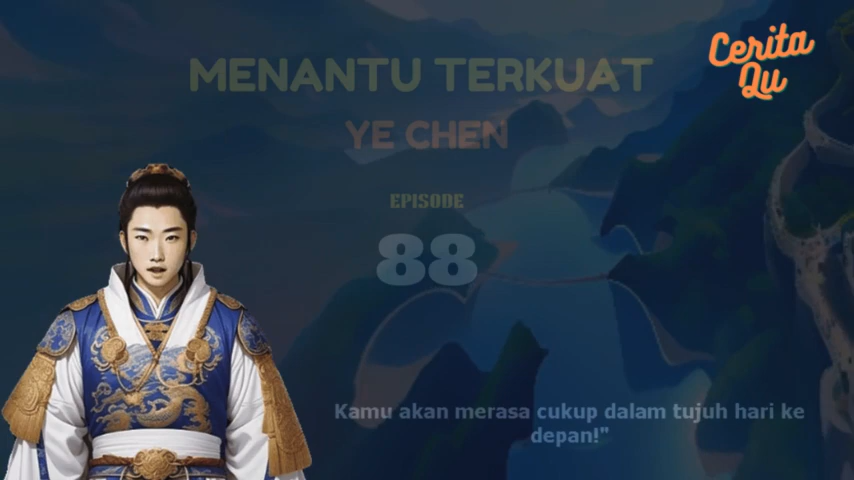 Cerita
Qu
MENANTU TERKUAT
YE CHEN
EPISODE
88
Kamu akan merasa cukup dalam tujuh hari ke
depan!"